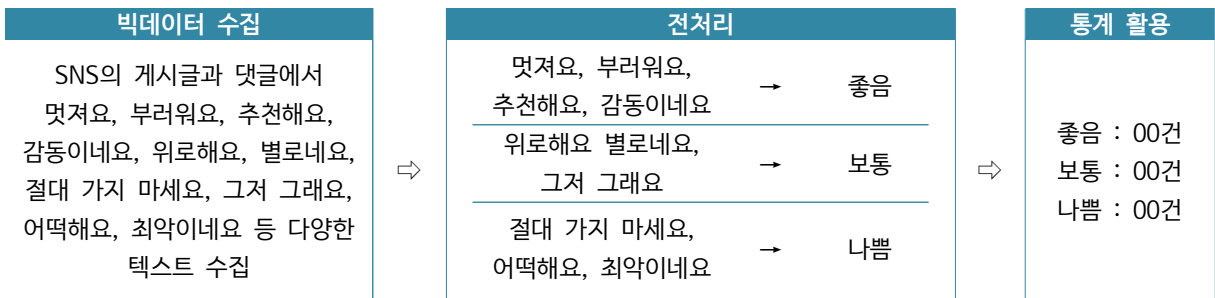 빅데이터 수집
SNS의 게시글과 댓글에서
멋져요, 부러워요, 추천해요,
감동이네요, 위로해요, 별로네요,
절대 가지 마세요, 그저 그래요,
어떡해요, 최악이네요 등 다양한
텍스트 수집
⇨
전처리
멋져요, 부러워요,
추천해요, 감동이네요
→ 좋음
위로해요 별로네요,
그저 그래요
→ 보통
절대 가지 마세요,
어떡해요, 최악이네요
→ 나쁨
⇨
통계 활용
좋음 : 00건
보통 : 00건
나쁨 : 00건